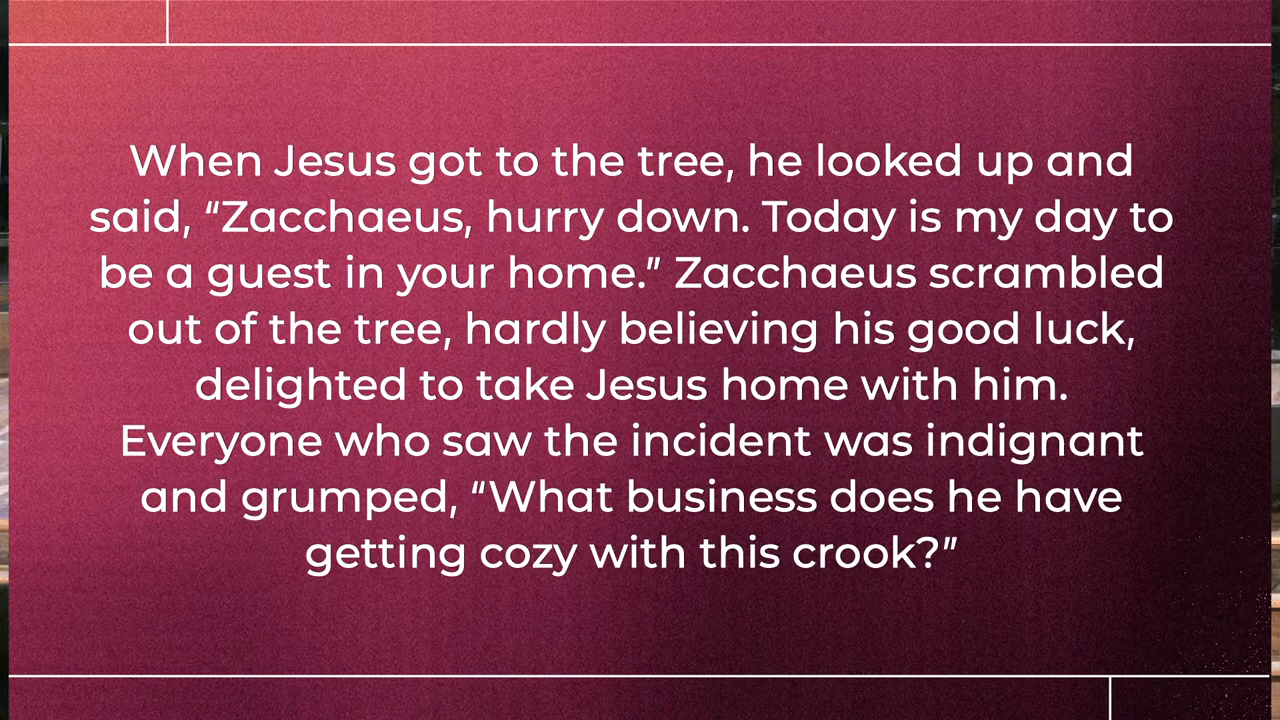 When Jesus got to the tree, he looked up and
said, “Zacchaeus, hurry down. Today is my day to
be a guest in your home.” Zacchaeus scrambled
out of the tree, hardly believing his good luck,
delighted to take Jesus home with him.
Everyone who saw the incident was indignant
and grumped, “What business does he have
getting cozy with this crook?”